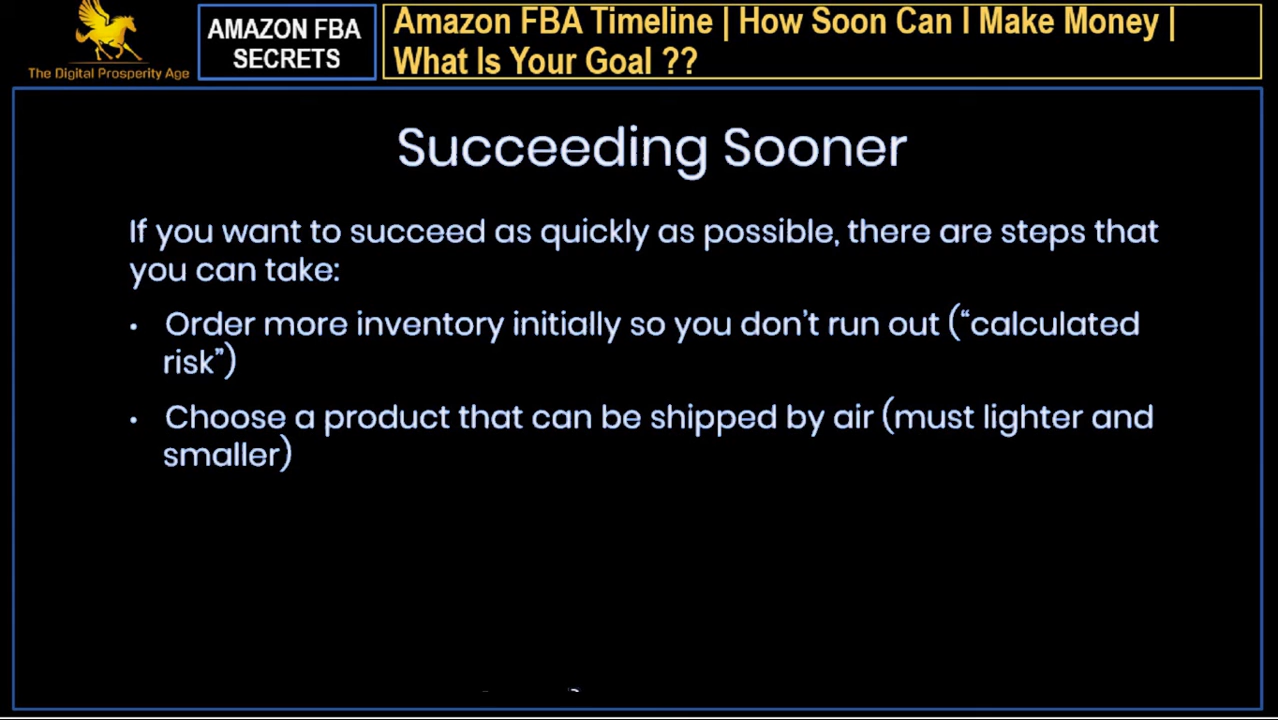 The Digital Prosperity Age
AMAZON FBA
SECRETS
Amazon FBA Timeline | How Soon Can I Make Money |
What Is Your Goal ??
Succeeding Sooner
If you want to succeed as quickly as possible, there are steps that
you can take:
• Order more inventory initially so you don't run out (“calculated
risk”)
• Choose a product that can be shipped by air (must lighter and
smaller)